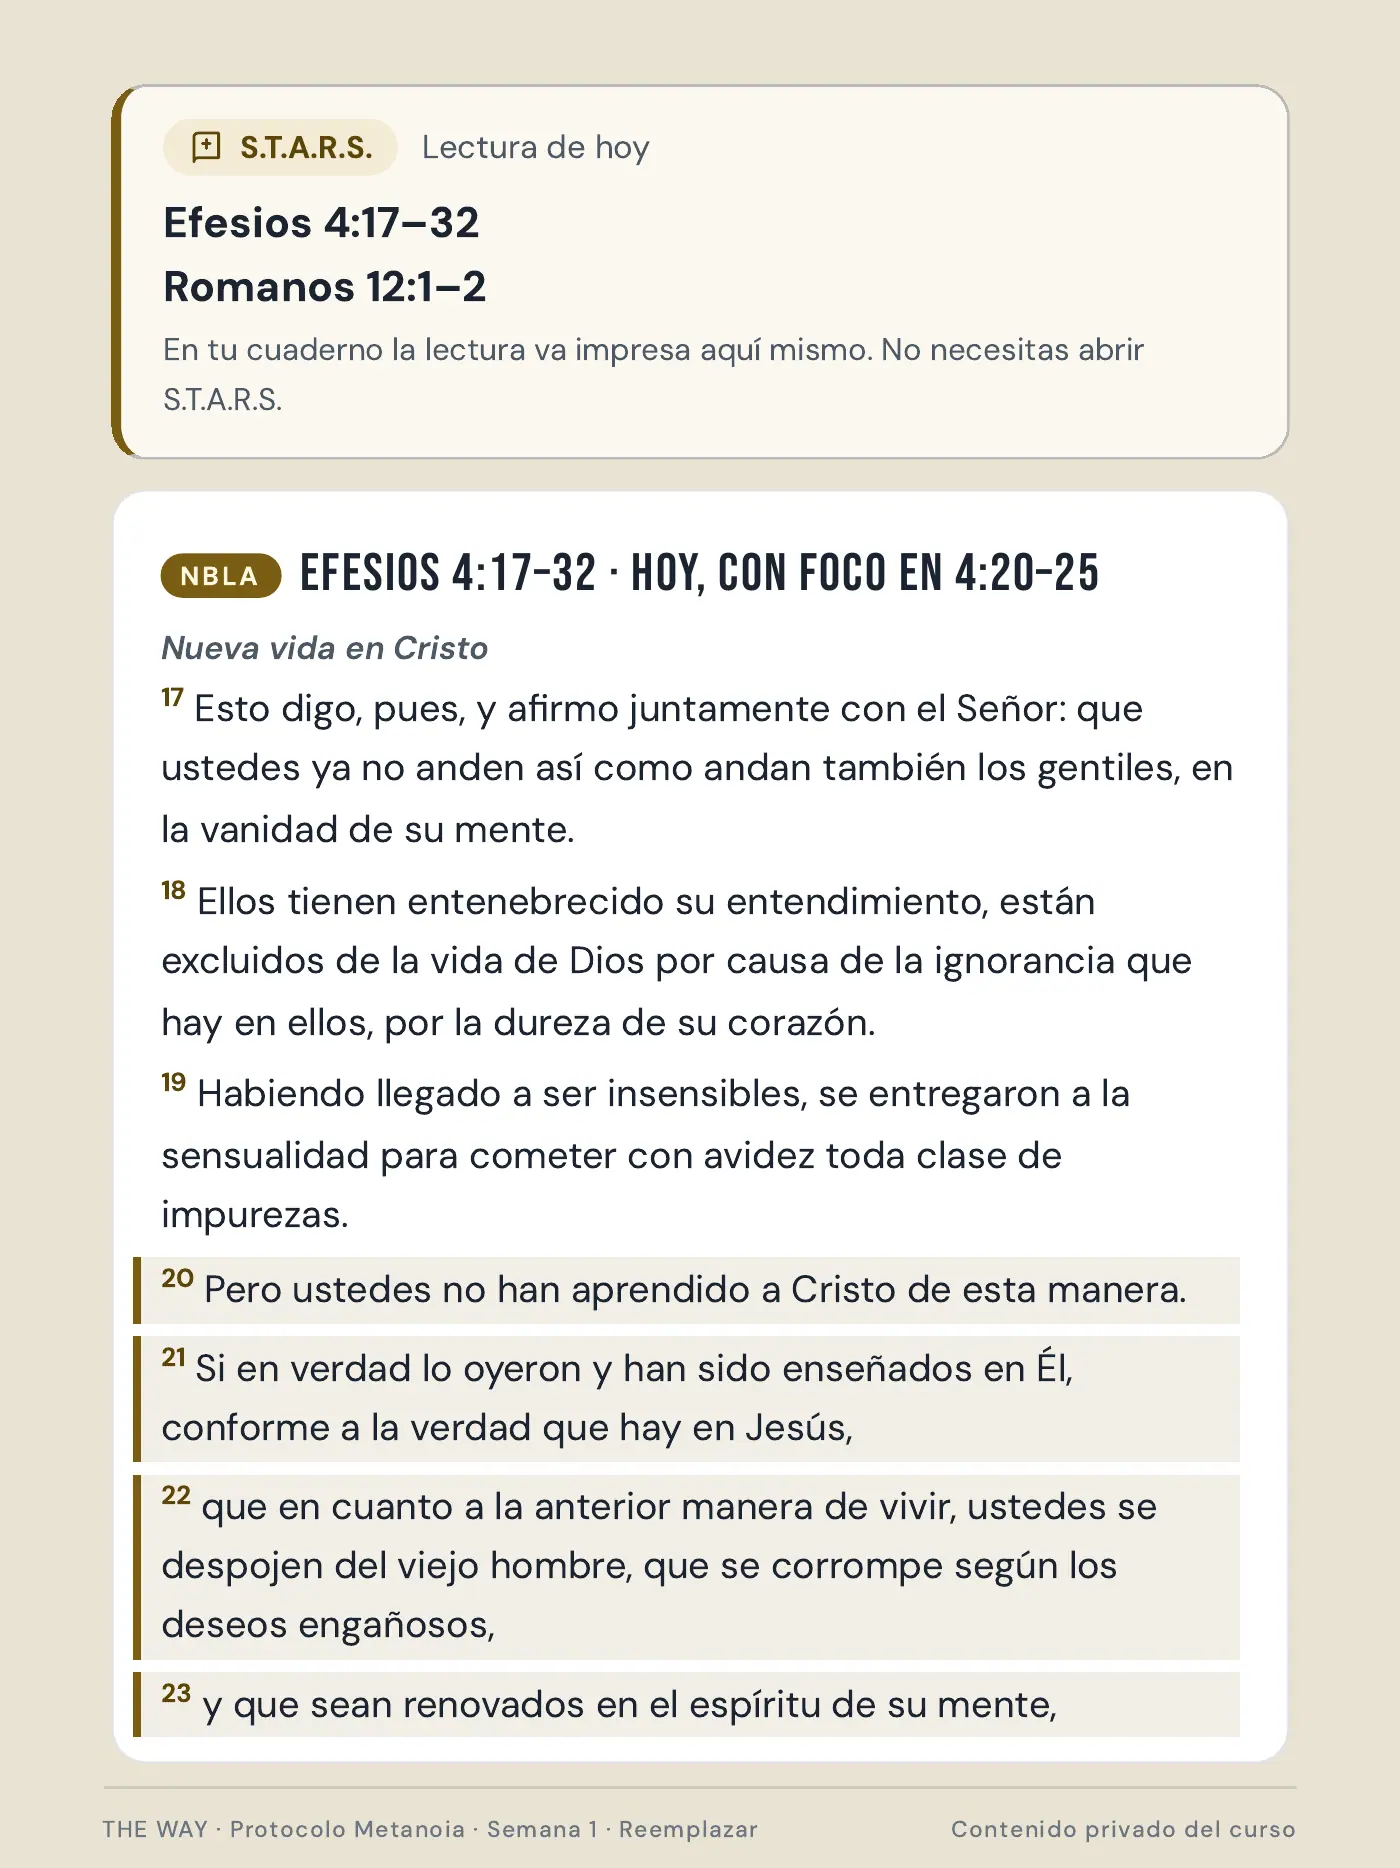 S.T.A.R.S. Lectura de hoy
Efesios 4:17–32
Romanos 12:1–2
En tu cuaderno la lectura va impresa aquí mismo. No necesitas abrir
S.T.A.R.S.
NBLA EFESIOS 4:17–32 · HOY, CON FOCO EN 4:20–25
Nueva vida en Cristo
17 Esto digo, pues, y afirmo juntamente con el Señor: que
ustedes ya no anden así como andan también los gentiles, en
la vanidad de su mente.
18 Ellos tienen entenebrecido su entendimiento, están
excluidos de la vida de Dios por causa de la ignorancia que
hay en ellos, por la dureza de su corazón.
19 Habiendo llegado a ser insensibles, se entregaron a la
sensualidad para cometer con avidez toda clase de
impurezas.
20 Pero ustedes no han aprendido a Cristo de esta manera.
21 Si en verdad lo oyeron y han sido enseñados en Él,
conforme a la verdad que hay en Jesús,
22 que en cuanto a la anterior manera de vivir, ustedes se
despojen del viejo hombre, que se corrompe según los
deseos engañosos,
23 y que sean renovados en el espíritu de su mente,
THE WAY · Protocolo Metanoia · Semana 1 · Reemplazar
Contenido privado del curso